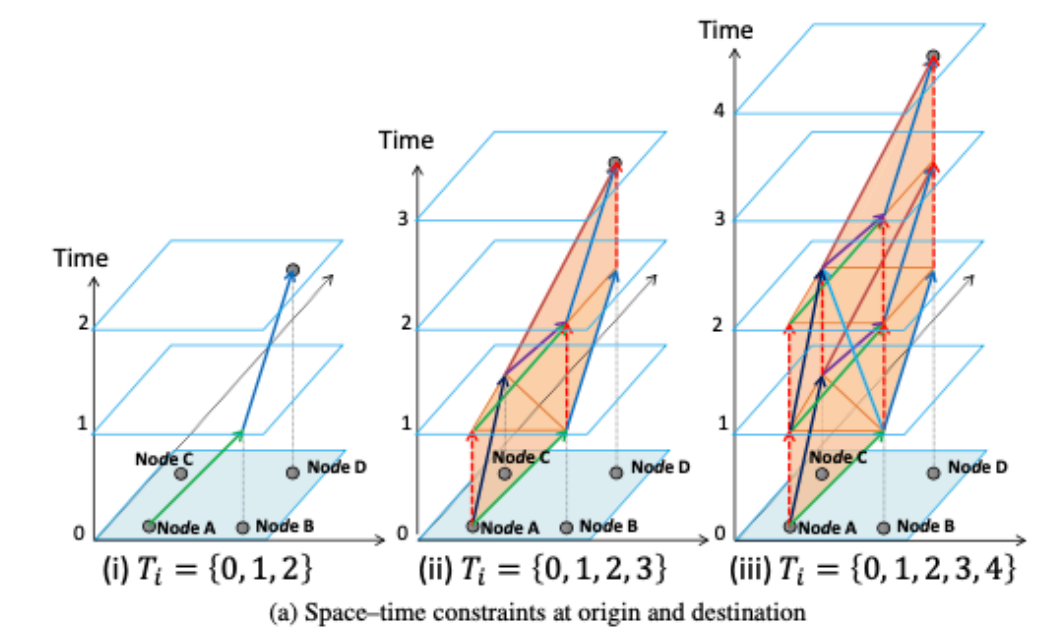 Time
2
1
0
Node C
Node D
Node A
Node B
(i) T_i = {0, 1, 2}
Time
3
2
1
0
Node C
Node D
Node A
Node B
(ii) T_i = {0, 1, 2, 3}
Time
4
3
2
1
0
Node C
Node D
Node A
Node B
(iii) T_i = {0, 1, 2, 3, 4}
(a) Space–time constraints at origin and destination